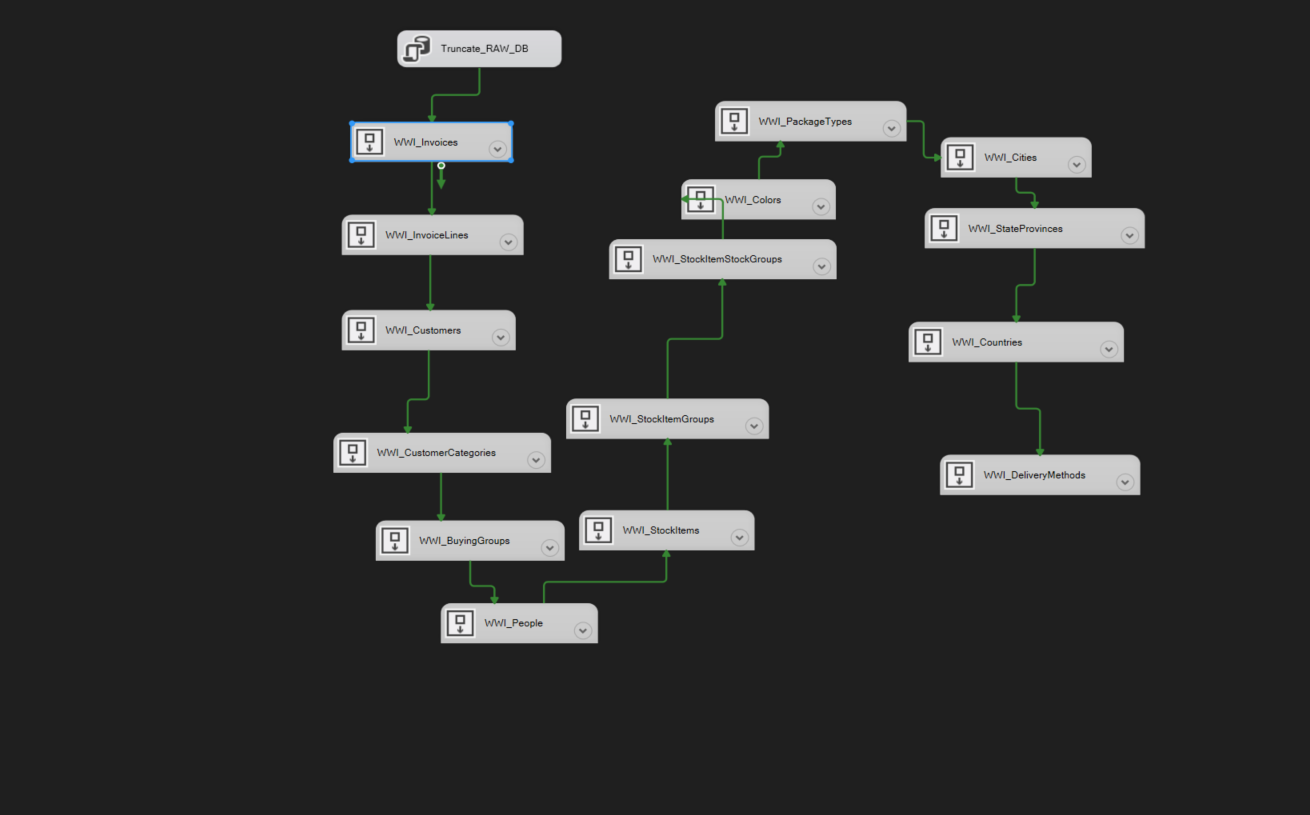 Truncate_RAW_DB
WWI_Invoices
WWI_InvoiceLines
WWI_Customers
WWI_CustomerCategories
WWI_BuyingGroups
WWI_People
WWI_StockItems
WWI_StockItemGroups
WWI_StockItemStockGroups
WWI_Colors
WWI_PackageTypes
WWI_Cities
WWI_StateProvinces
WWI_Countries
WWI_DeliveryMethods